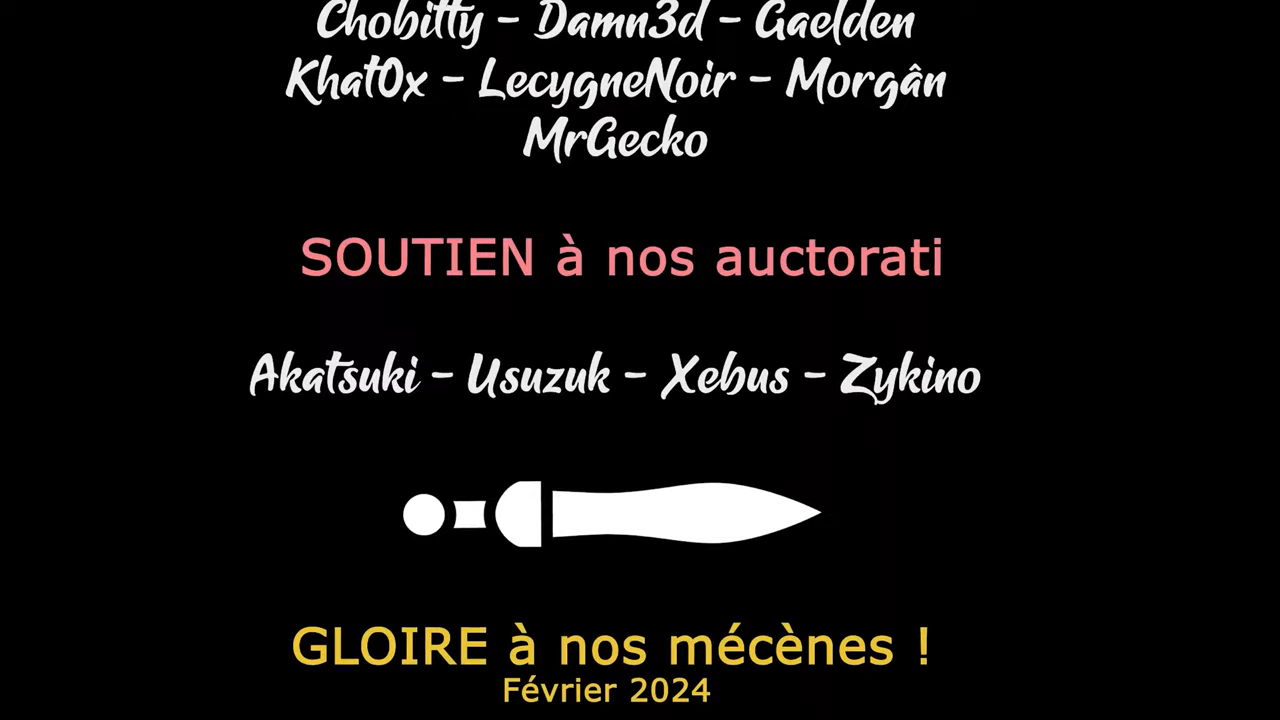 Chobitty - Damn3d - Gaelden
Khat0x - LecygneNoir - Morgân
MrGecko
SOUTIEN à nos auctorati
Akatsuki - Usuzuk - Xebus - Zykino
GLOIRE à nos mécènes !
Février 2024